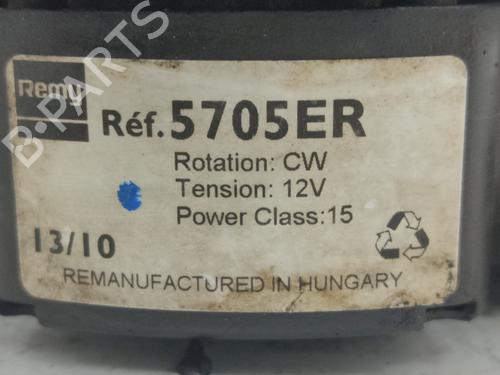 Remy
B-PARTS
Réf. 5705ER
Rotation: CW
Tension: 12V
Power Class:15
13/10
REMANUFACTURED IN HUNGARY